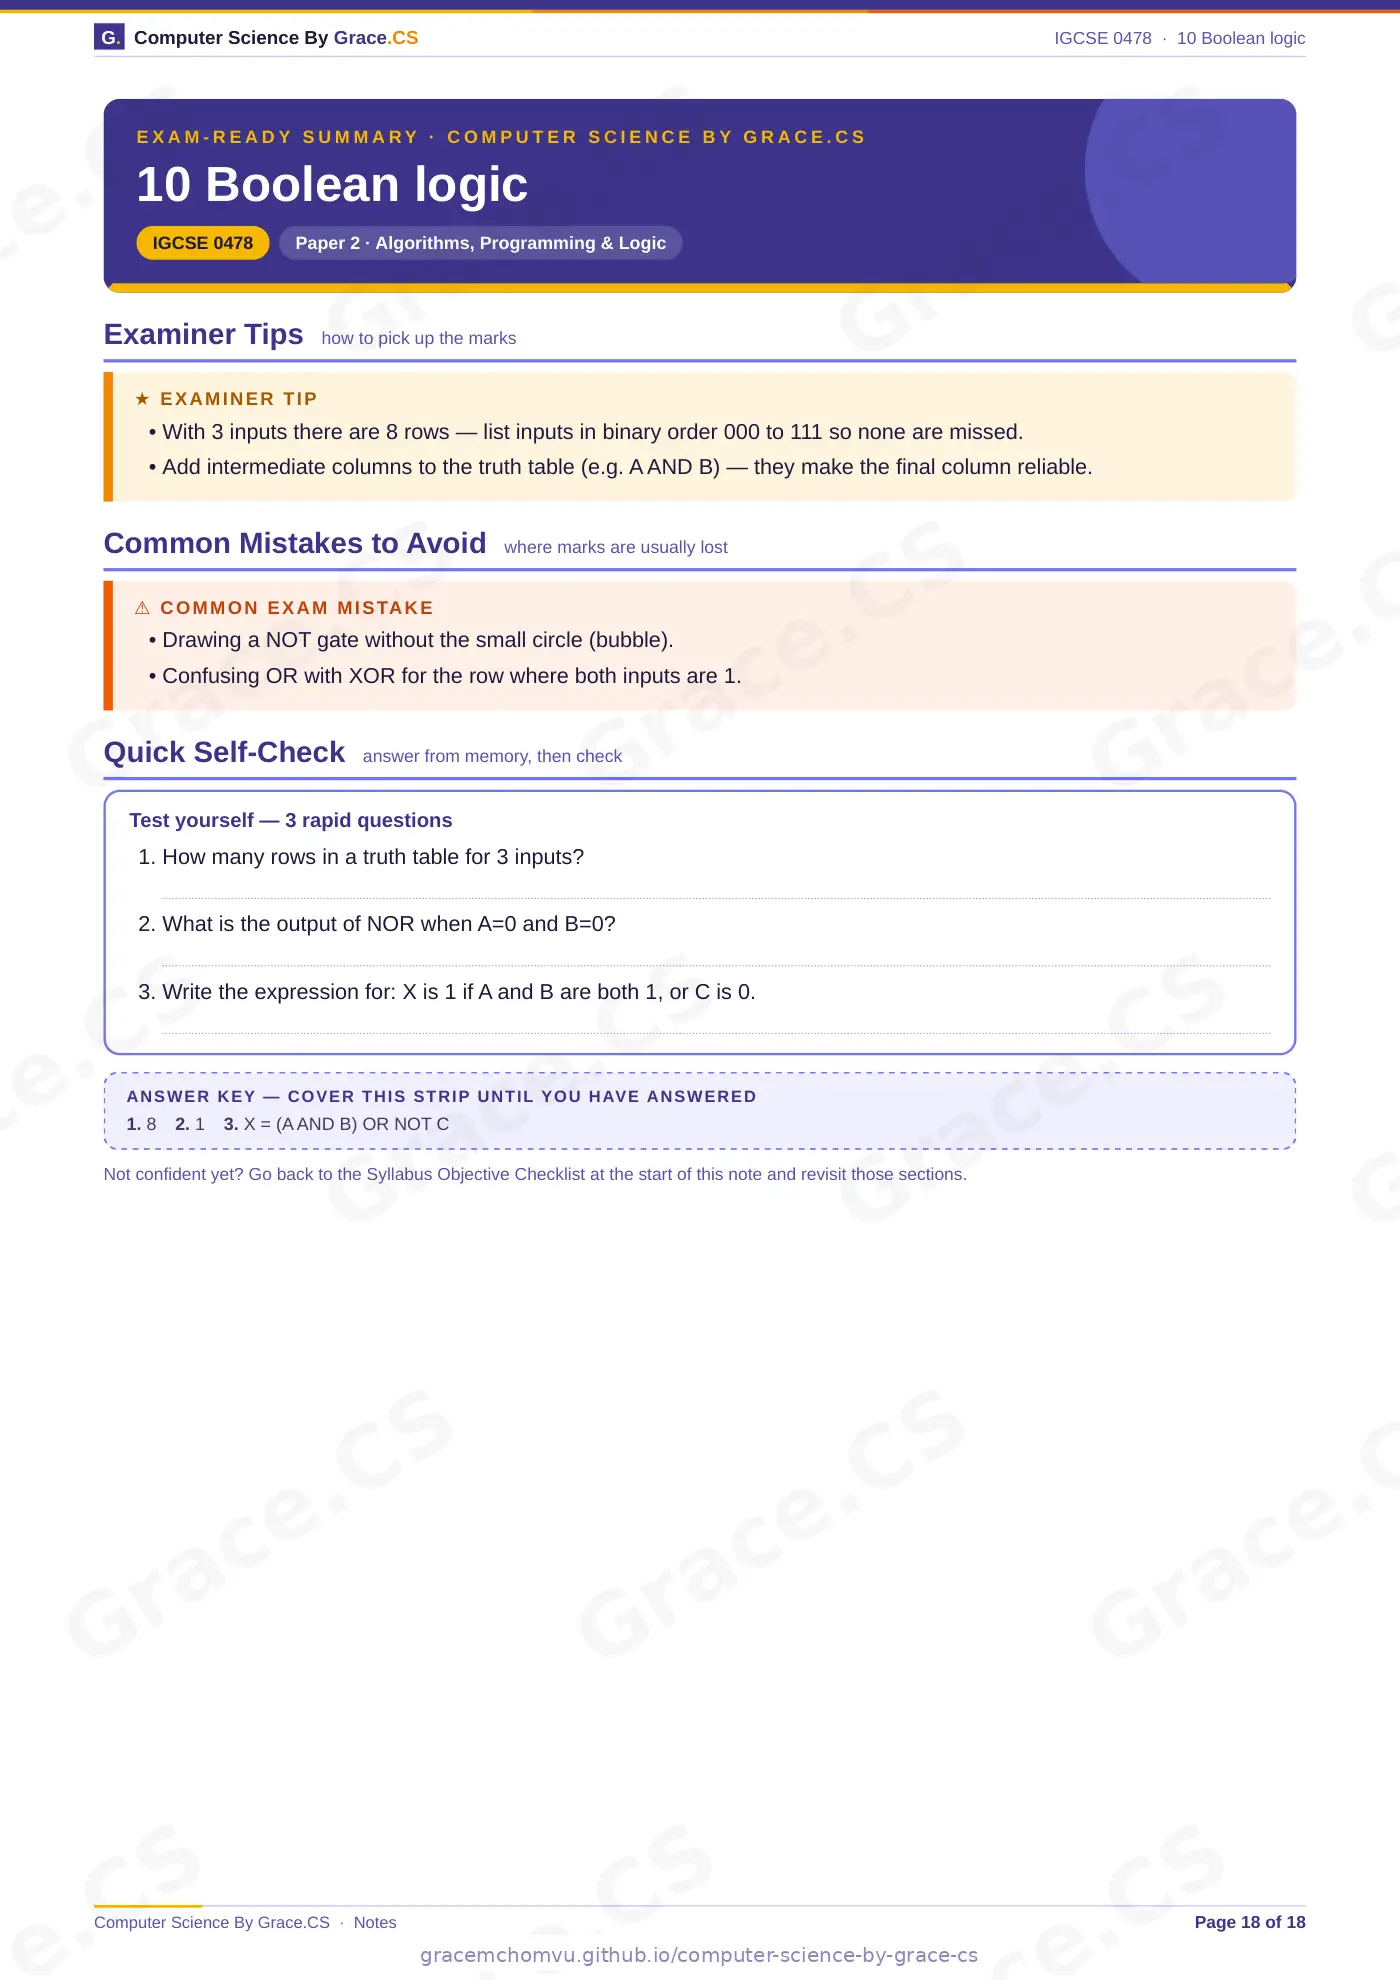 G. Computer Science By Grace.CS
IGCSE 0478 · 10 Boolean logic
EXAM-READY SUMMARY · COMPUTER SCIENCE BY GRACE.CS
10 Boolean logic
IGCSE 0478
Paper 2 · Algorithms, Programming & Logic
Examiner Tips how to pick up the marks
★ EXAMINER TIP
• With 3 inputs there are 8 rows — list inputs in binary order 000 to 111 so none are missed.
• Add intermediate columns to the truth table (e.g. A AND B) — they make the final column reliable.
Common Mistakes to Avoid where marks are usually lost
⚠ COMMON EXAM MISTAKE
• Drawing a NOT gate without the small circle (bubble).
• Confusing OR with XOR for the row where both inputs are 1.
Quick Self-Check answer from memory, then check
Test yourself — 3 rapid questions
1. How many rows in a truth table for 3 inputs?
2. What is the output of NOR when A=0 and B=0?
3. Write the expression for: X is 1 if A and B are both 1, or C is 0.
ANSWER KEY — COVER THIS STRIP UNTIL YOU HAVE ANSWERED
1. 8 2. 1 3. X = (A AND B) OR NOT C
Not confident yet? Go back to the Syllabus Objective Checklist at the start of this note and revisit those sections.
Computer Science By Grace.CS · Notes
Page 18 of 18
gracemchomvu.github.io/computer-science-by-grace-cs